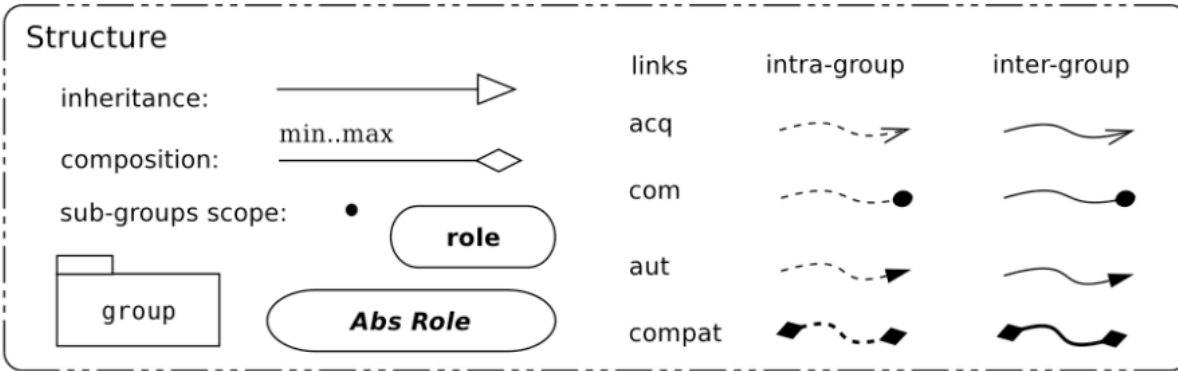 Structure
inheritance:
min..max
composition:
sub-groups scope:
role
group
Abs Role
links intra-group inter-group
acq
com
aut
compat